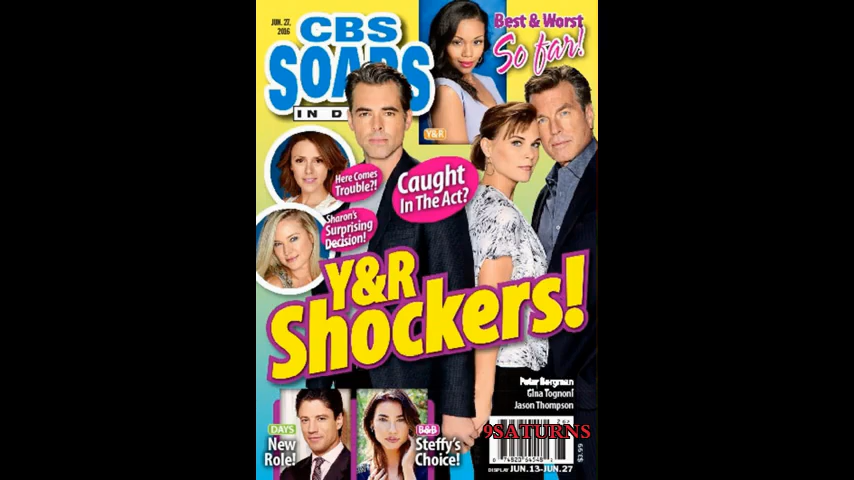 JUN. 27,
2016
CBS
SOAPS
IN D
Best & Worst
So far!
Y&R
Here Comes
Trouble?!
Caught
In The Act?
Sharon's
Surprising
Decision!
Y&R
Shockers!
Peter Bergman
Gina Tognoni
Jason Thompson
DAYS
New
Role!
B&B
Steffy's
Choice!
9SATURNS
DISPLAY JUN. 13-JUN. 27